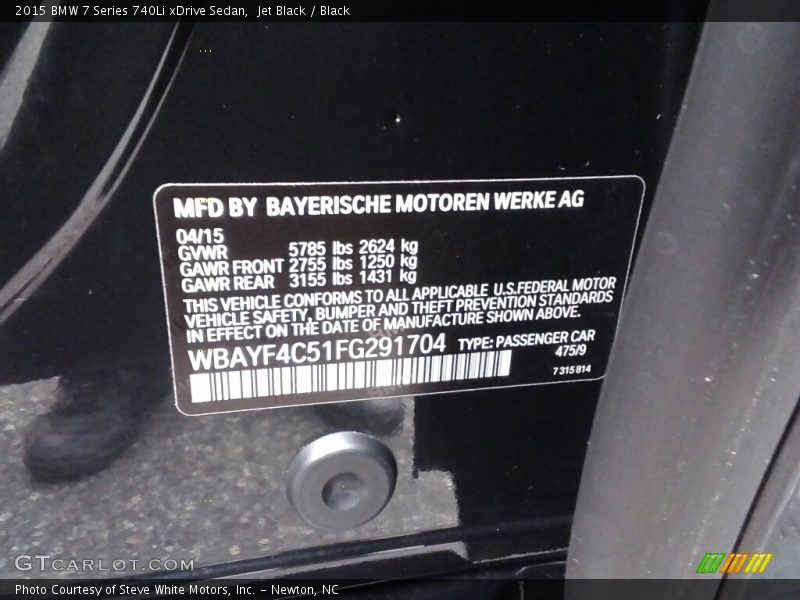 2015 BMW 7 Series 740Li xDrive Sedan,  Jet Black / Black
MFD BY BAYERISCHE MOTOREN WERKE AG
04/15
GVWR 5785 lbs 2624 kg
GAWR FRONT 2755 lbs 1250 kg
GAWR REAR 3155 lbs 1431 kg
THIS VEHICLE CONFORMS TO ALL APPLICABLE U.S.FEDERAL MOTOR
VEHICLE SAFETY, BUMPER AND THEFT PREVENTION STANDARDS
IN EFFECT ON THE DATE OF MANUFACTURE SHOWN ABOVE.
WBAYF4C51FG291704 TYPE: PASSENGER CAR
475/9
7 315 814
GTCARLOT.COM
Photo Courtesy of Steve White Motors, Inc. – Newton, NC